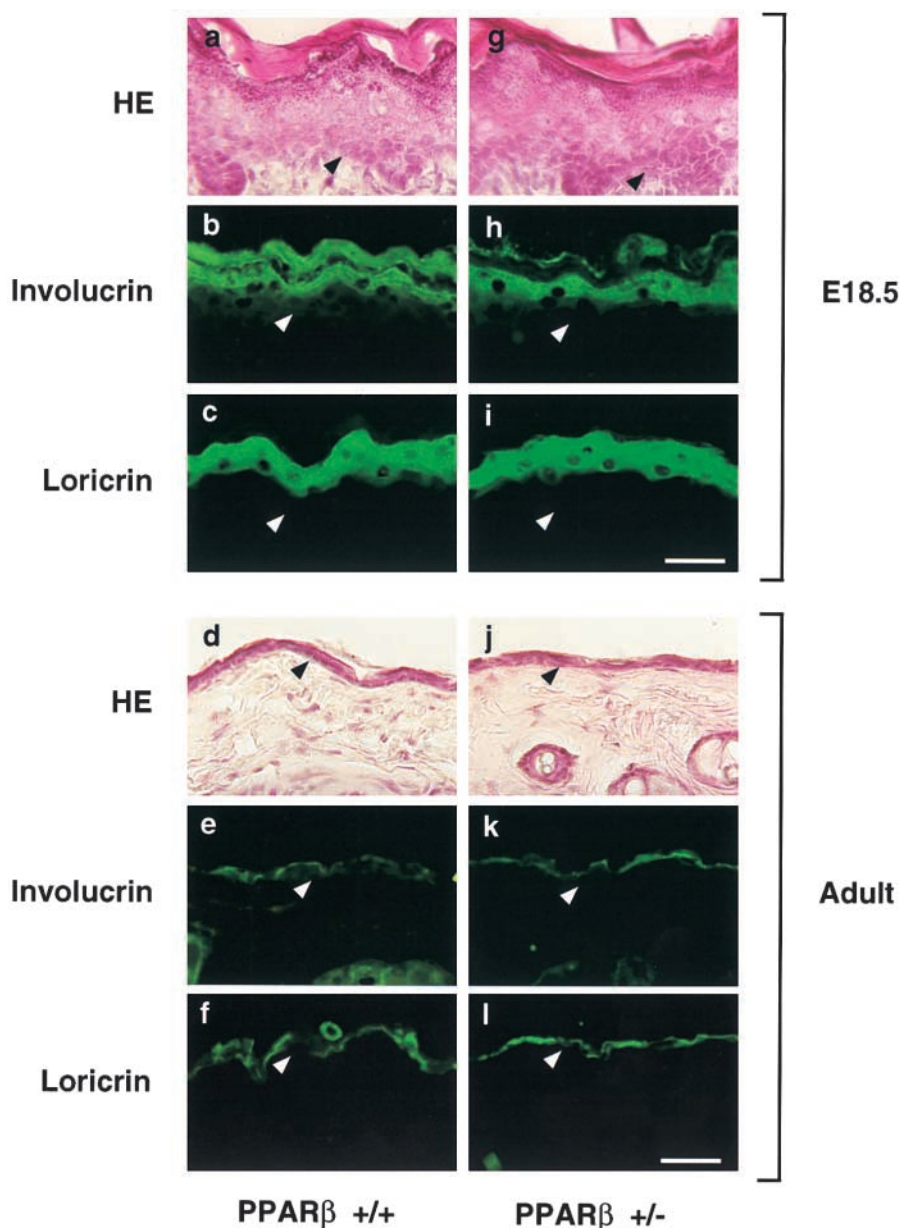 a
g
HE
b
h
Involucrin
E18.5
c
i
Loricrin
d
j
HE
e
k
Involucrin
Adult
f
l
Loricrin
PPARβ +/+
PPARβ +/-